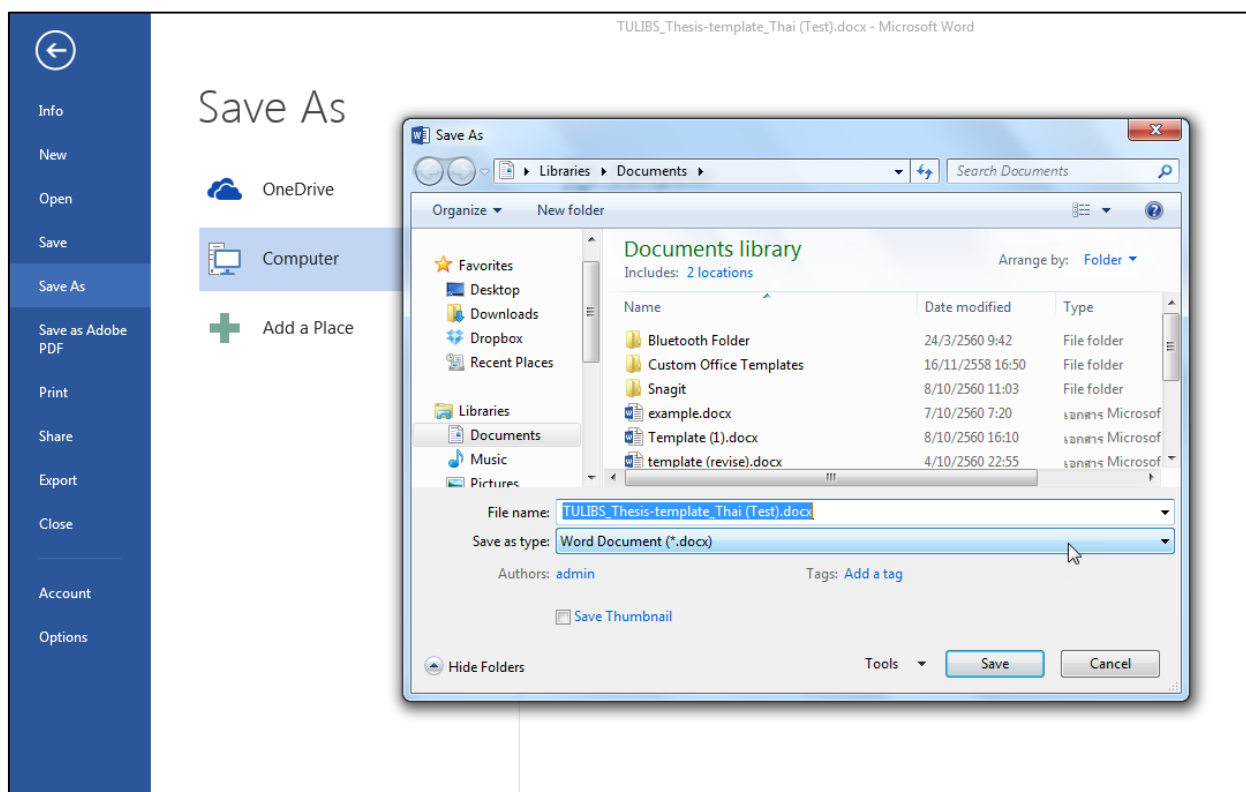 TULIBS_Thesis-template_Thai (Test).docx - Microsoft Word
Info
New
Open
Save
Save As
Save as Adobe PDF
Print
Share
Export
Close
Account
Options
Save As
OneDrive
Computer
Add a Place
Save As
Libraries Documents
Search Documents
Organize New folder
Favorites
Desktop
Downloads
Dropbox
Recent Places
Libraries
Documents
Music
Pictures
Documents library
Includes: 2 locations
Arrange by: Folder
Name Date modified Type
Bluetooth Folder 24/3/2560 9:42 File folder
Custom Office Templates 16/11/2558 16:50 File folder
Snagit 8/10/2560 11:03 File folder
example.docx 7/10/2560 7:20 เอกสาร Microsof
Template (1).docx 8/10/2560 16:10 เอกสาร Microsof
template (revise).docx 4/10/2560 22:55 เอกสาร Microsof
File name: TULIBS_Thesis-template_Thai (Test).docx
Save as type: Word Document (*.docx)
Authors: admin Tags: Add a tag
Save Thumbnail
Hide Folders
Tools Save Cancel